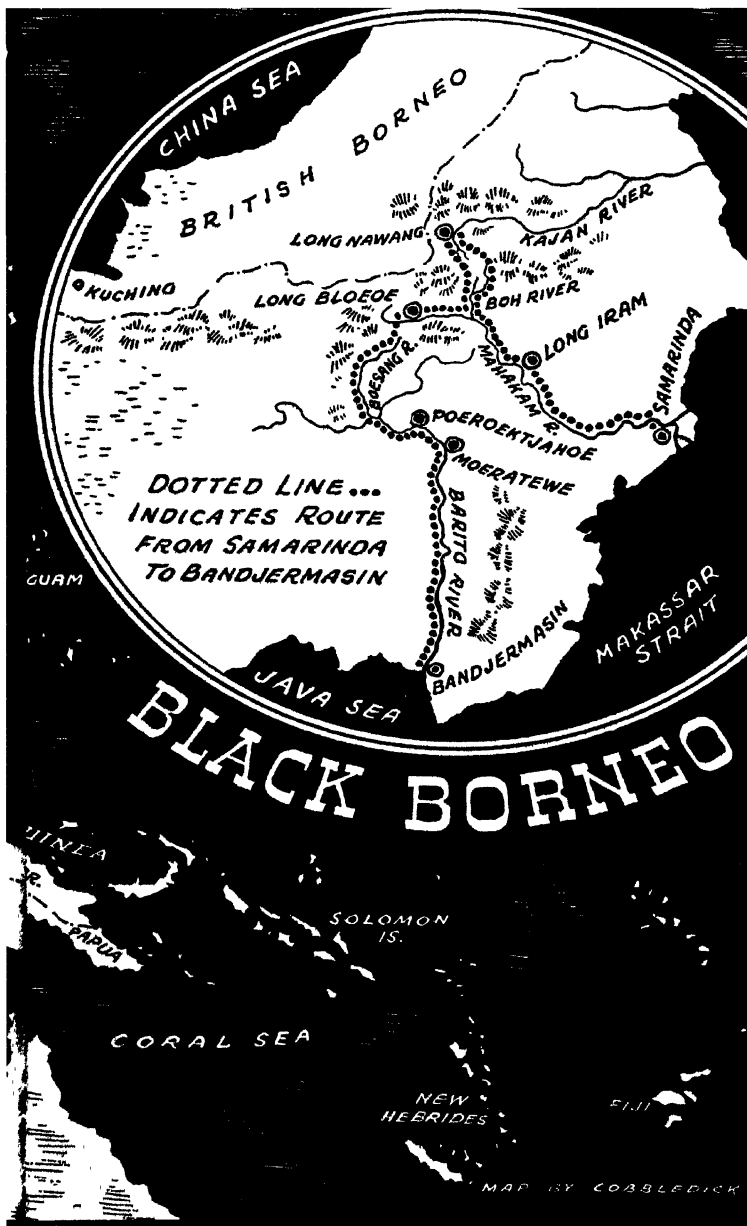 CHINA SEA
BRITISH BORNEO
LONG NAWANG
KAJAN RIVER
KUCHING
LONG BLOEOE
BOH RIVER
LONG IRAM
SAMARINDA
BOESANG R.
MAHAKAM R.
POEROEKTJAHOE
MOERATEWE
DOTTED LINE...
INDICATES ROUTE
FROM SAMARINDA
TO BANDJERMASIN
BARITO RIVER
GUAM
MAKASSAR
STRAIT
BANDJERMASIN
JAVA SEA
BLACK BORNEO
UINEA
R.
PAPUA
SOLOMON
IS.
CORAL SEA
NEW
HEBRIDES
FIJI
MAP BY COBBLEDICK